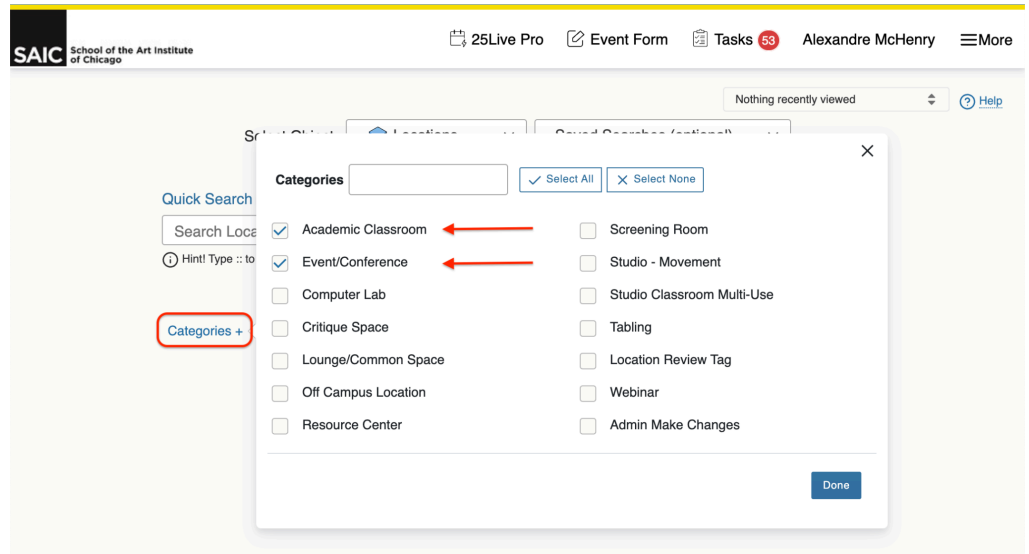 SAIC School of the Art Institute
of Chicago
25Live Pro
Event Form
Tasks 53
Alexandre McHenry
More
Nothing recently viewed
Help
Categories
Select All
Select None
Quick Search
Search Loca
Hint! Type :: to
Categories +
Academic Classroom
Event/Conference
Computer Lab
Critique Space
Lounge/Common Space
Off Campus Location
Resource Center
Screening Room
Studio - Movement
Studio Classroom Multi-Use
Tabling
Location Review Tag
Webinar
Admin Make Changes
Done